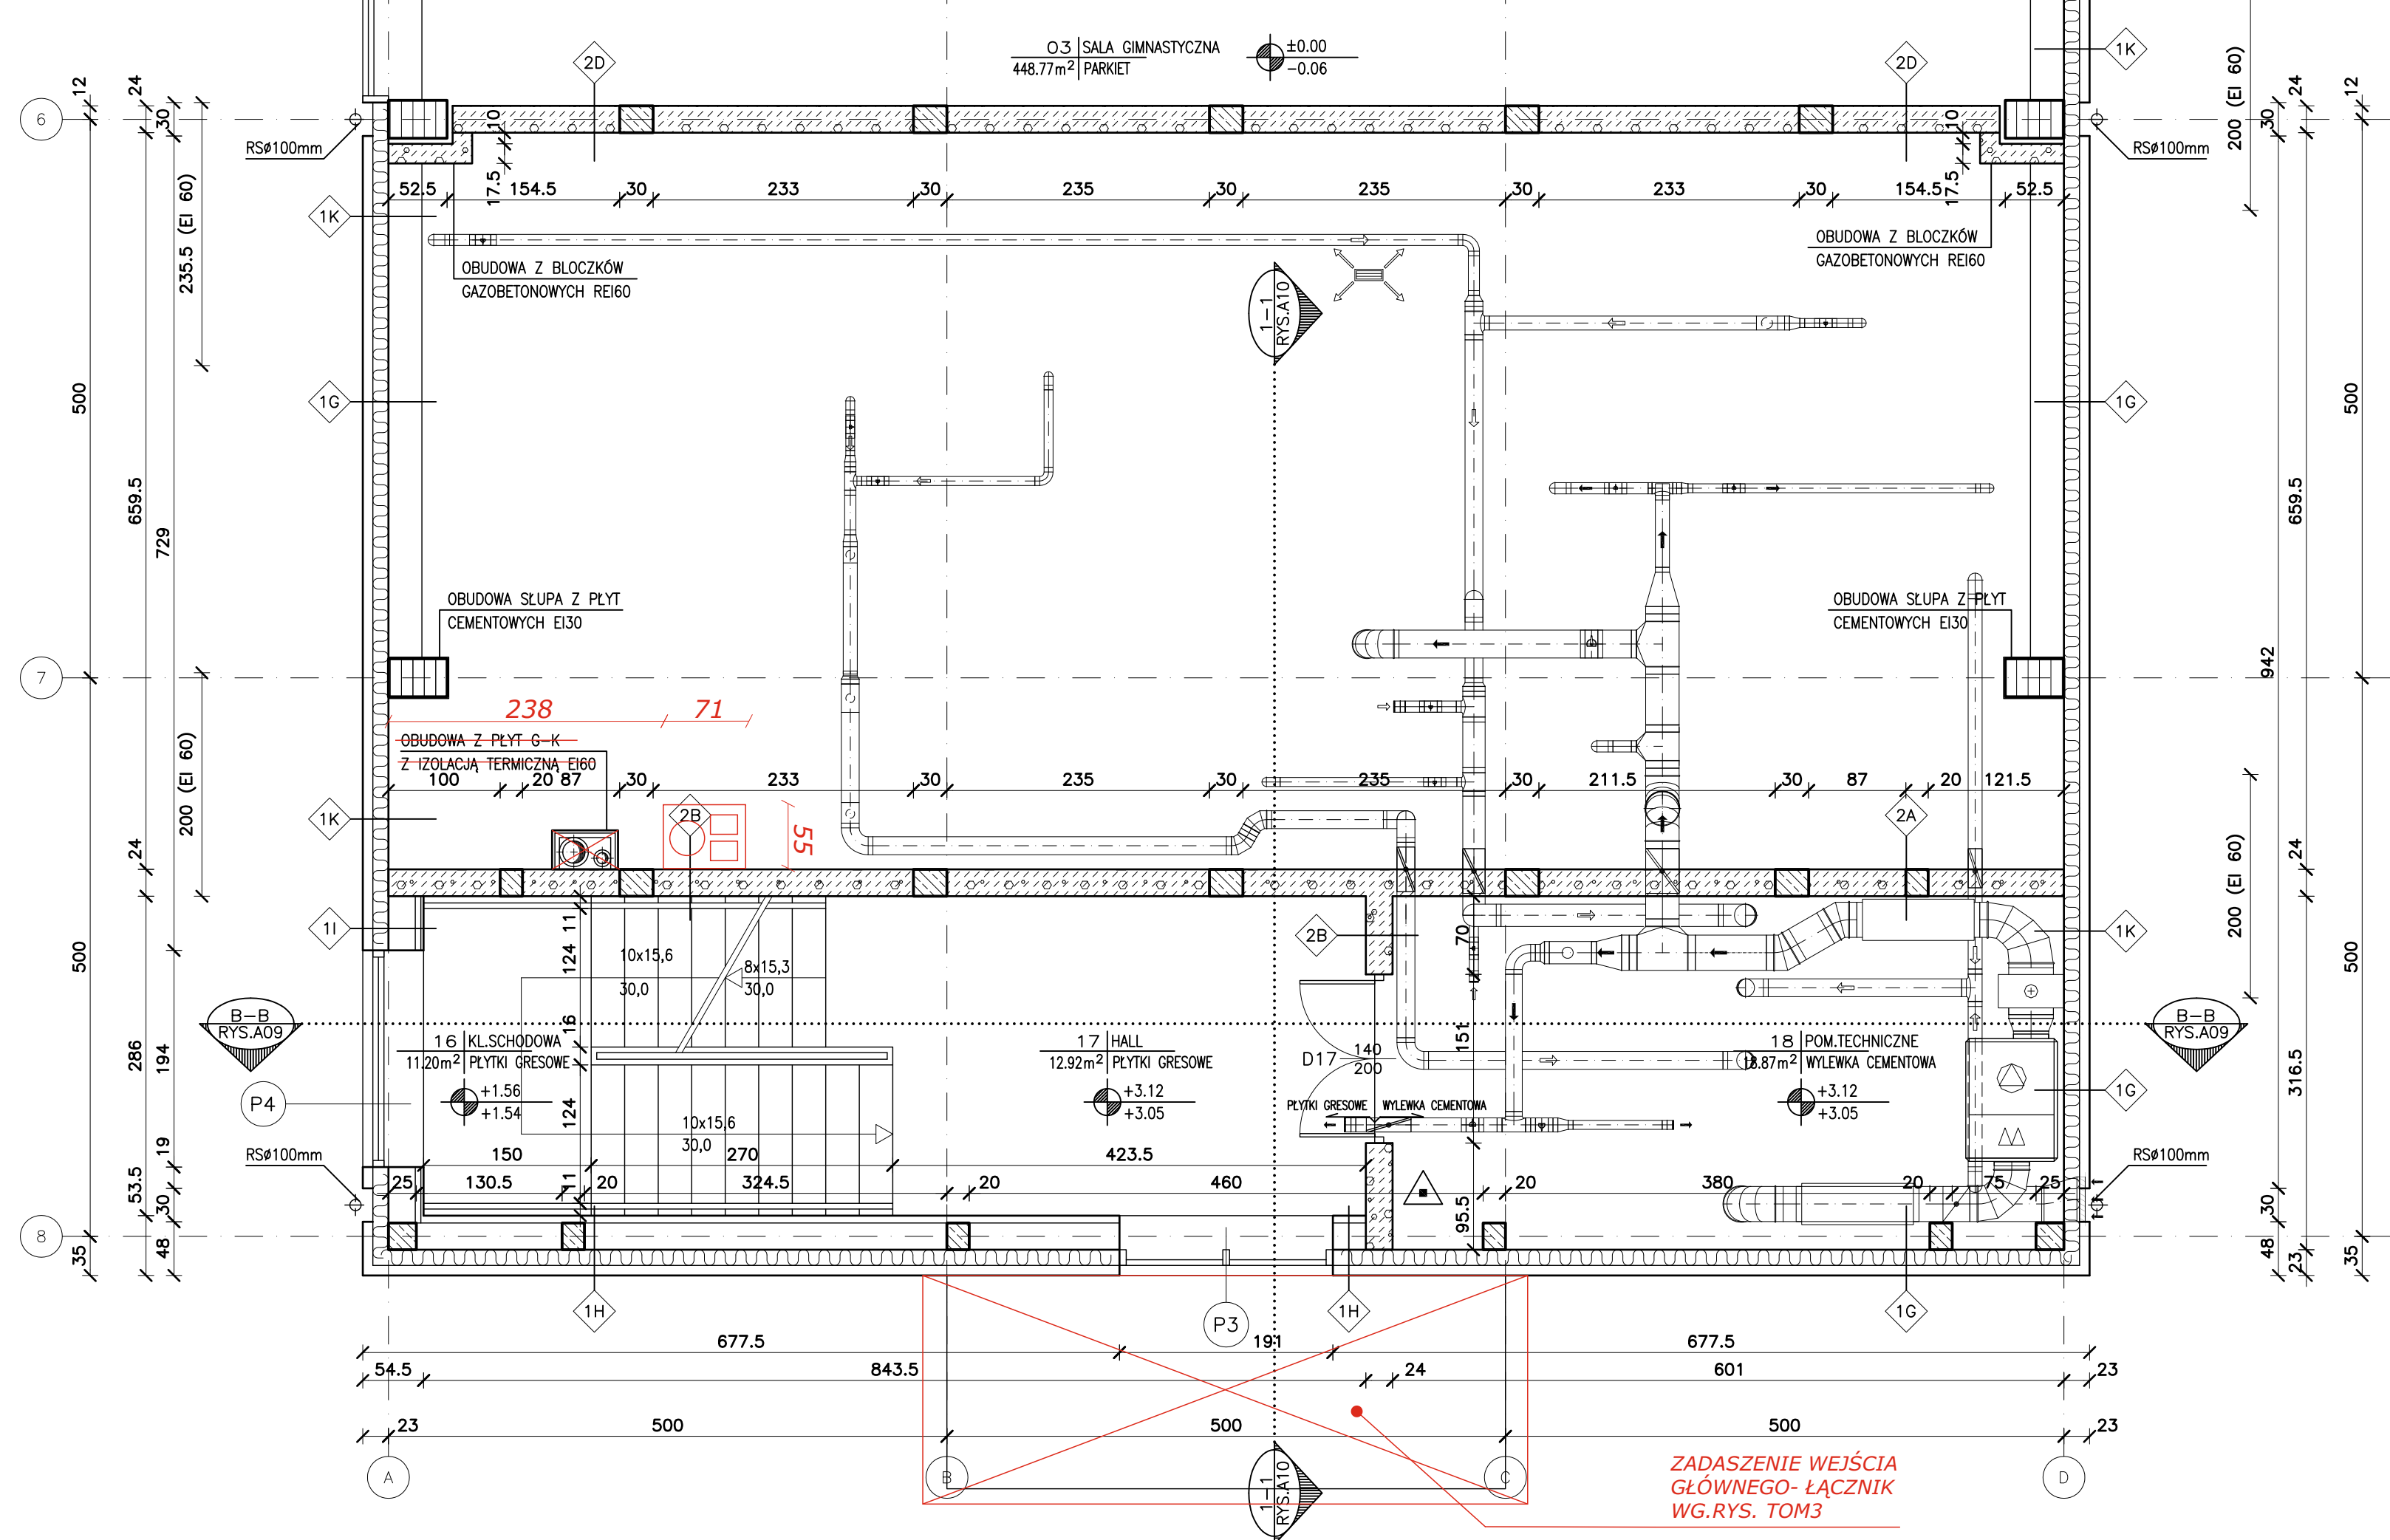 03 SALA GIMNASTYCZNA
448.77m² PARKIET
±0.00
-0.06
2D
2D
1K
6
12
24
30
RSø100mm
10
17.5
52.5 154.5 30 233 30 235 30 235 30 233 30 154.5 52.5
10
17.5
200 (EI 60)
30
24
12
RSø100mm
1K
235.5 (EI 60)
OBUDOWA Z BLOCZKÓW
GAZOBETONOWYCH REI60
1-1
RYS.A10
OBUDOWA Z BLOCZKÓW
GAZOBETONOWYCH REI60
500
1G
1G
500
659.5
729
659.5
942
OBUDOWA SŁUPA Z PŁYT
CEMENTOWYCH EI30
OBUDOWA SŁUPA Z PŁYT
CEMENTOWYCH EI30
7
238 71
OBUDOWA Z PŁYT G-K
Z IZOLACJĄ TERMICZNĄ EI60
100 20 87 30 233 30 235 30 235 30 211.5 30 87 20 121.5
200 (EI 60)
1K
2B
55
2A
24
24
200 (EI 60)
1I
11
124
16
124
11
10x15,6
30,0
8x15,3
30,0
2B
70
1K
500
286
194
B-B
RYS.A09
16 KL.SCHODOWA
11.20m² PŁYTKI GRESOWE
+1.56
+1.54
17 HALL
12.92m² PŁYTKI GRESOWE
+3.12
+3.05
D17 140
200
151
18 POM.TECHNICZNE
18.87m² WYLEWKA CEMENTOWA
+3.12
+3.05
B-B
RYS.A09
500
316.5
1G
P4
10x15,6
30,0
PŁYTKI GRESOWE WYLEWKA CEMENTOWA
RSø100mm
150 270 423.5
RSø100mm
25 130.5 20 324.5 20 460 20 380 20 75 25
95.5
19
53.5
30
48
35
8
30
48
23
35
1H
P3
1H
1G
677.5 191 677.5
54.5 843.5 24 601 23
23 500 500 500 23
A
B
1-1
RYS.A10
C
D
ZADASZENIE WEJŚCIA
GŁÓWNEGO- ŁĄCZNIK
WG.RYS. TOM3